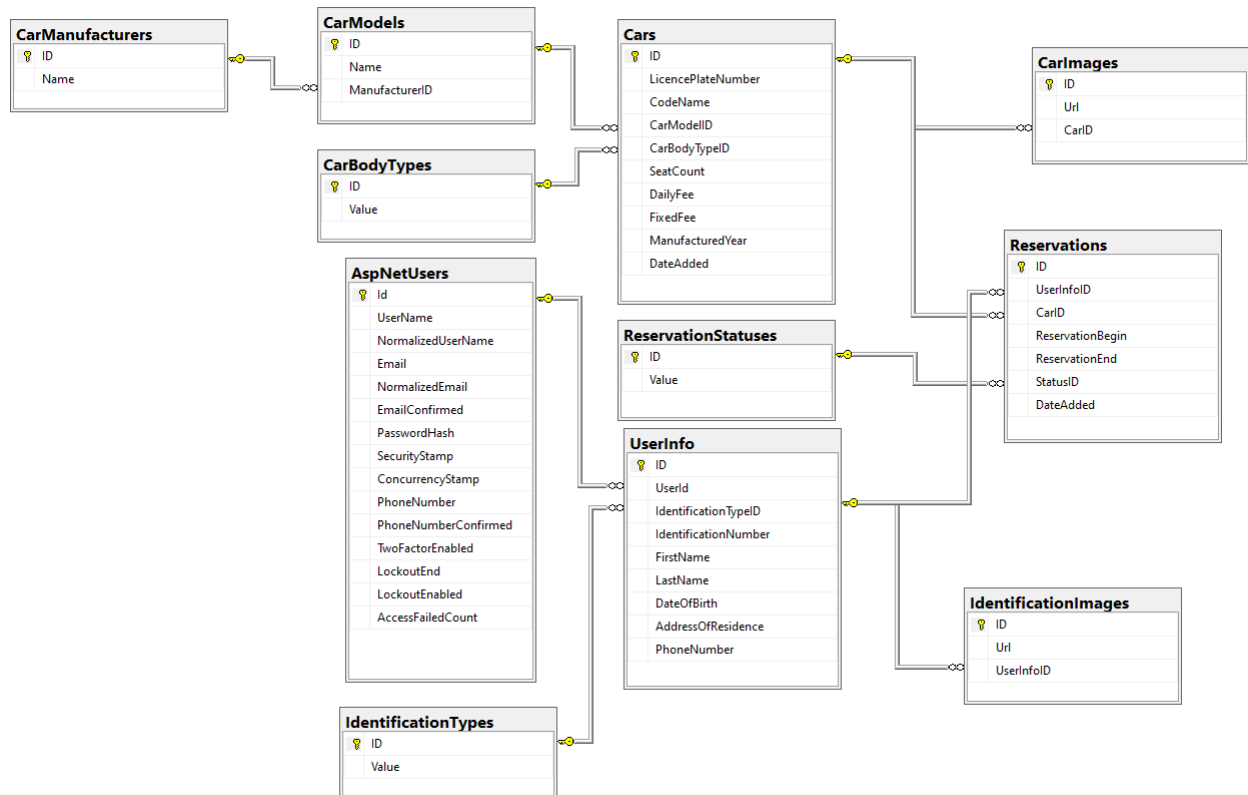 CarManufacturers
ID
Name
CarModels
ID
Name
ManufacturerID
CarBodyTypes
ID
Value
Cars
ID
LicencePlateNumber
CodeName
CarModelID
CarBodyTypeID
SeatCount
DailyFee
FixedFee
ManufacturedYear
DateAdded
CarImages
ID
Url
CarID
AspNetUsers
Id
UserName
NormalizedUserName
Email
NormalizedEmail
EmailConfirmed
PasswordHash
SecurityStamp
ConcurrencyStamp
PhoneNumber
PhoneNumberConfirmed
TwoFactorEnabled
LockoutEnd
LockoutEnabled
AccessFailedCount
ReservationStatuses
ID
Value
Reservations
ID
UserInfoID
CarID
ReservationBegin
ReservationEnd
StatusID
DateAdded
UserInfo
ID
UserId
IdentificationTypeID
IdentificationNumber
FirstName
LastName
DateOfBirth
AddressOfResidence
PhoneNumber
IdentificationImages
ID
Url
UserInfoID
IdentificationTypes
ID
Value